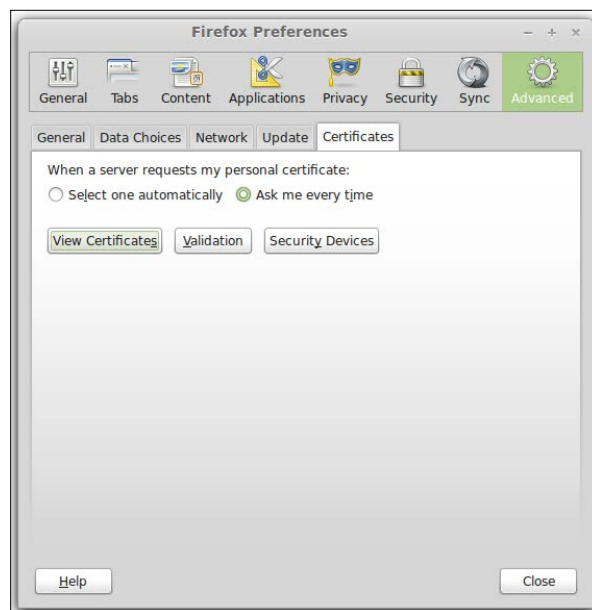 Firefox Preferences
General Tabs Content Applications Privacy Security Sync Advanced
General Data Choices Network Update Certificates
When a server requests my personal certificate:
Select one automatically Ask me every time
View Certificates Validation Security Devices
Help Close